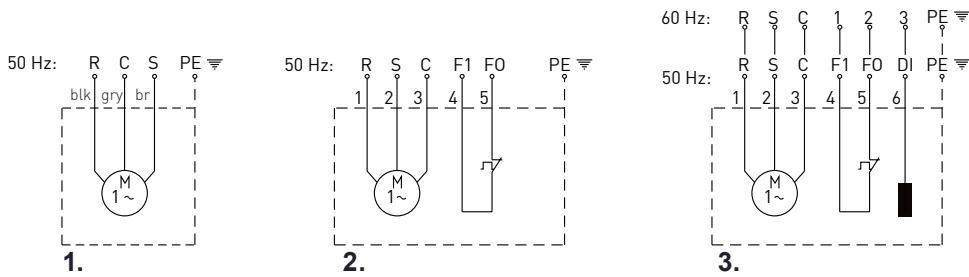 60 Hz: R S C 1 2 3 PE
50 Hz: R C S PE
blk gry br
M
1~
1.
50 Hz: R S C F1 F0 PE
1 2 3 4 5
M
1~
2.
50 Hz: R S C F1 F0 DI PE
1 2 3 4 5 6
M
1~
3.